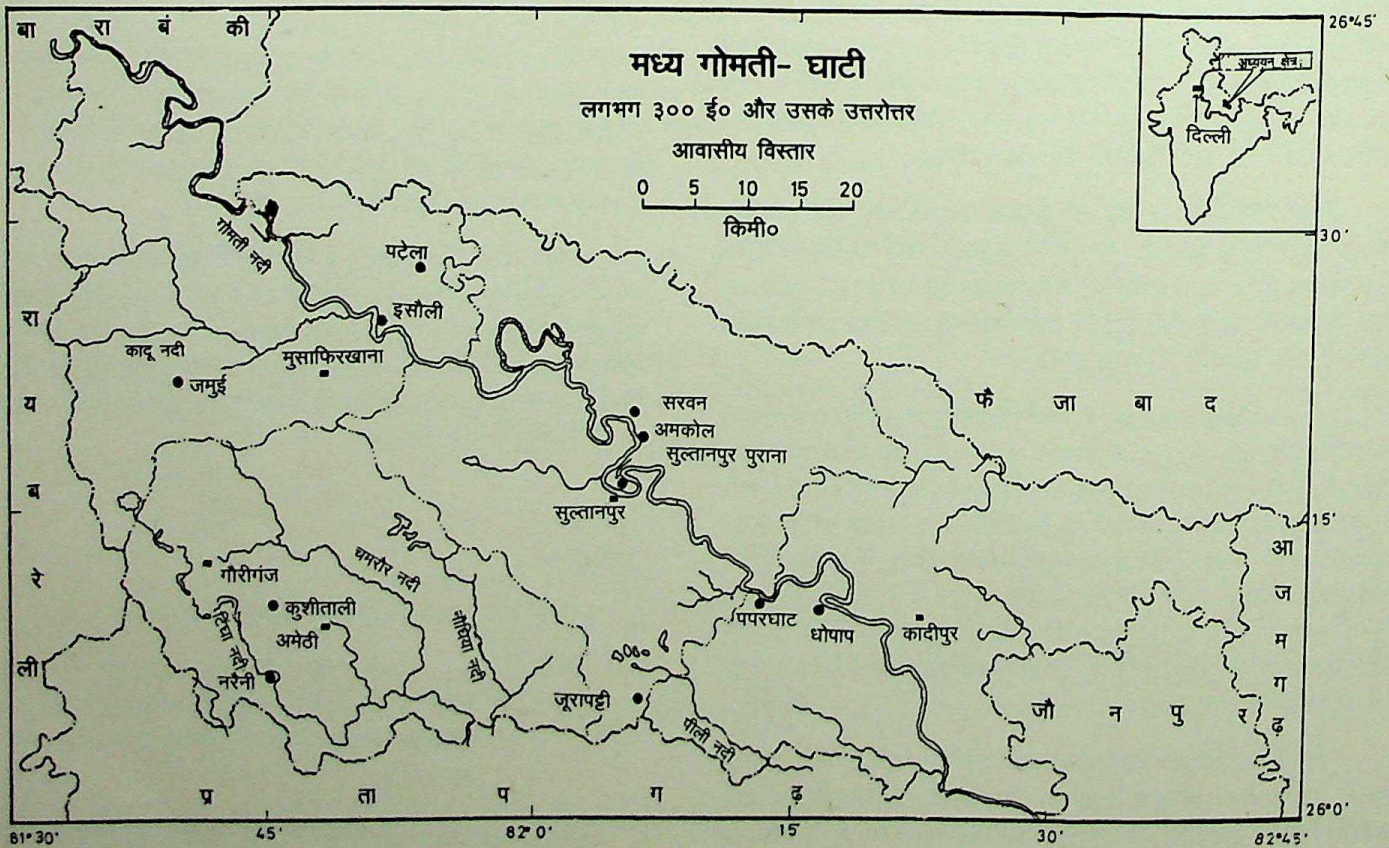 बा रा बं की
26°45'
मध्य गोमती- घाटी
लगभग ३०० ई० और उसके उत्तरोत्तर
आवासीय विस्तार
0 5 10 15 20
किमी०
अध्ययन क्षेत्र
दिल्ली
30'
गोमती नदी
पटेला
इसौली
कादू नदी
मुसाफिरखाना
जमुई
सरवन
अमकोल
सुल्तानपुर पुराना
सुल्तानपुर
फै जा बा द
रा य ब रे ली
15'
आ ज म ग ढ़
गौरीगंज
चमरौर नदी
कुशीताली
अमेठी
नरैनी
पपरघाट
धोपाप
कादीपुर
जूरापट्टी
पीली नदी
जौ न पु र
प्र ता प ग ढ़
26°0'
81°30'
45'
82°0'
15'
30'
82°45'